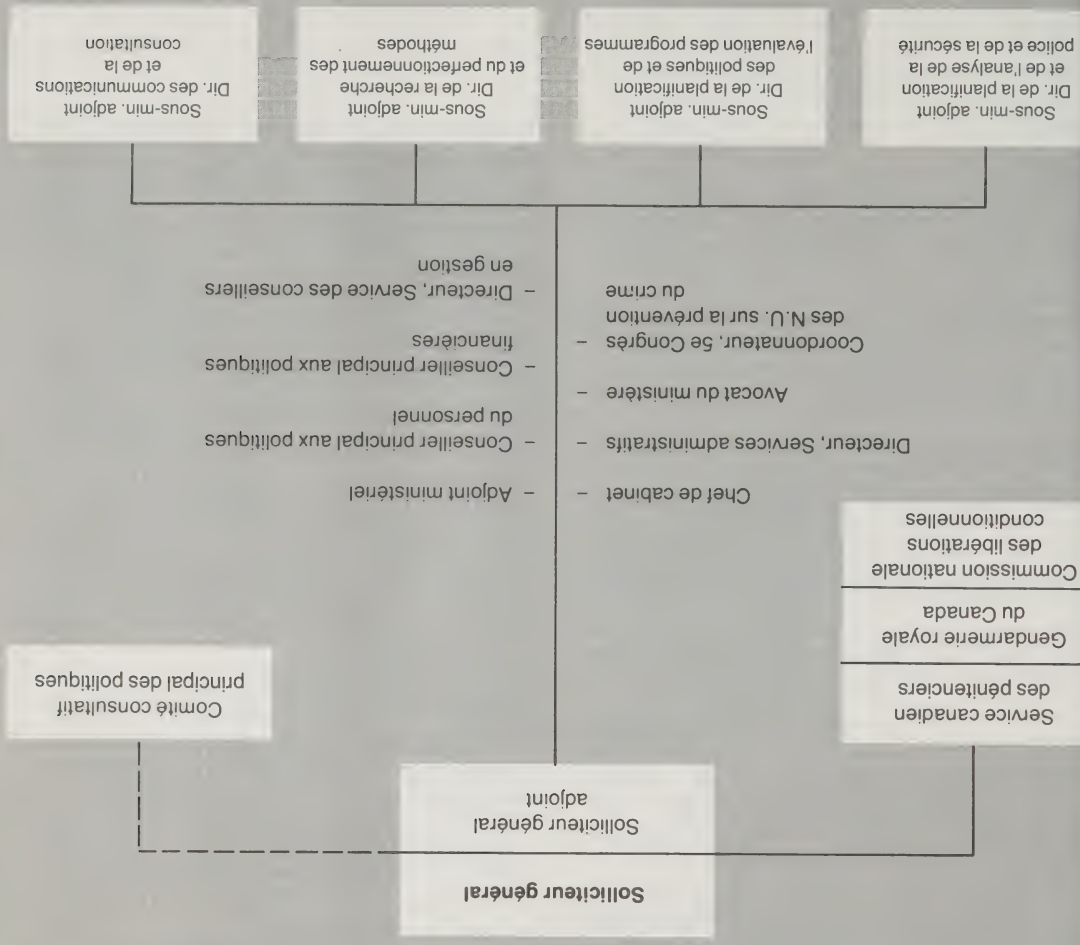 Solliciteur général
Solliciteur général
adjoint
Service canadien
des pénitenciers
Gendarmerie royale
du Canada
Commission nationale
des libérations
conditionnelles
Comité consultatif
principal des politiques
Chef de cabinet –
Directeur, Services administratifs –
Avocat du ministère –
Coordonnateur, 5e Congrès –
des N.U. sur la prévention
du crime
– Adjoint ministériel
– Conseiller principal aux politiques
du personnel
– Conseiller principal aux politiques
financières
– Directeur, Service des conseillers
en gestion
Sous-min. adjoint
Dir. de la planification
et de l'analyse de la
police et de la sécurité
Sous-min. adjoint
Dir. de la planification
des politiques et de
l'évaluation des programmes
Sous-min. adjoint
Dir. de la recherche
et du perfectionnement des
méthodes
Sous-min. adjoint
Dir. des communications
et de la
consultation